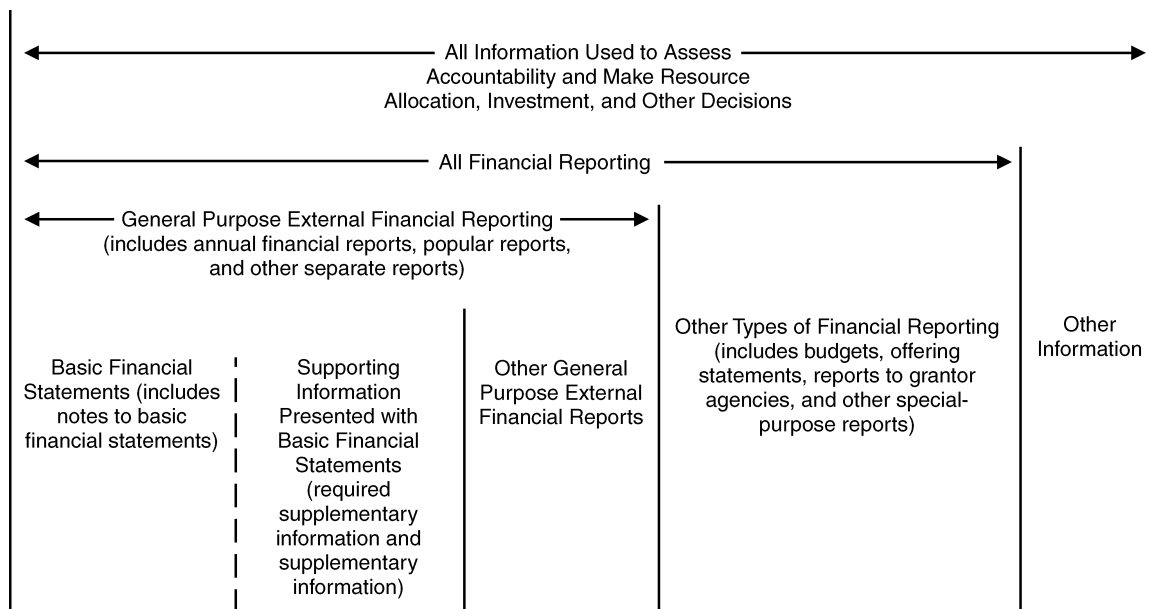 All Information Used to Assess
Accountability and Make Resource
Allocation, Investment, and Other Decisions
All Financial Reporting
General Purpose External Financial Reporting
(includes annual financial reports, popular reports,
and other separate reports)
Basic Financial
Statements (includes
notes to basic
financial statements)
Supporting
Information
Presented with
Basic Financial
Statements
(required
supplementary
information and
supplementary
information)
Other General
Purpose External
Financial Reports
Other Types of Financial Reporting
(includes budgets, offering
statements, reports to grantor
agencies, and other special-
purpose reports)
Other
Information